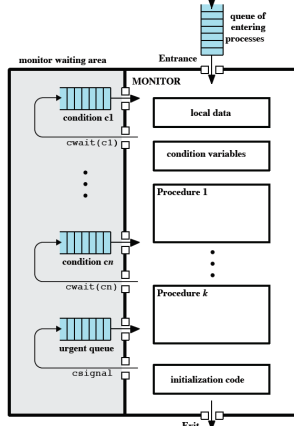 queue of
entering
processes
Entrance
monitor waiting area
MONITOR
local data
condition c1
cwait(c1)
condition variables
Procedure 1
condition cn
cwait(cn)
Procedure k
urgent queue
csignal
initialization code
Exit